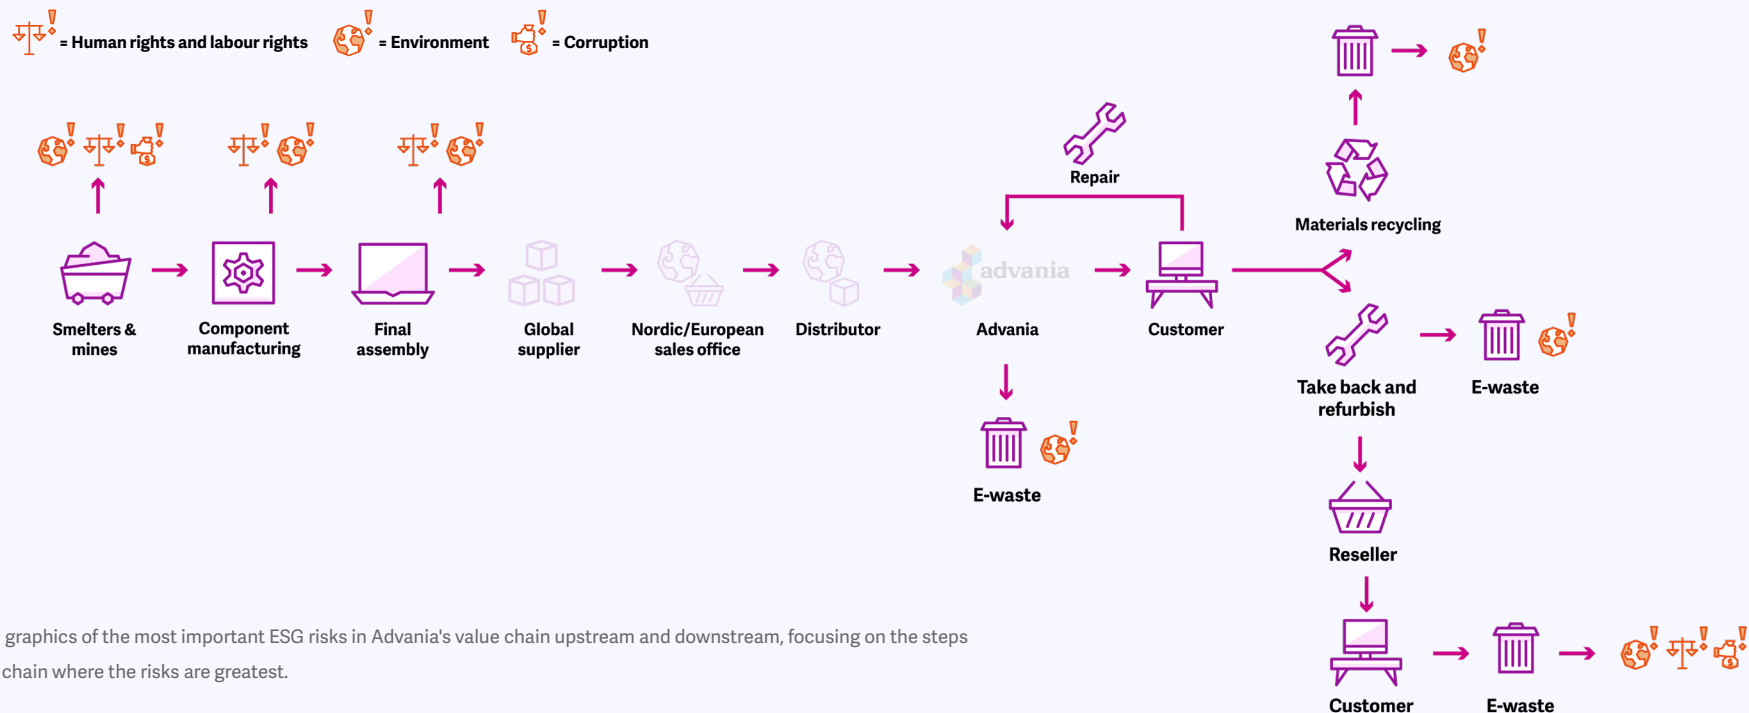 = Human rights and labour rights
= Environment
= Corruption
Repair
Materials recycling
advania
Smelters &
mines
Component
manufacturing
Final
assembly
Global
supplier
Nordic/European
sales office
Distributor
Advania
Customer
Take back and
refurbish
E-waste
E-waste
Reseller
graphics of the most important ESG risks in Advania's value chain upstream and downstream, focusing on the steps
chain where the risks are greatest.
Customer
E-waste